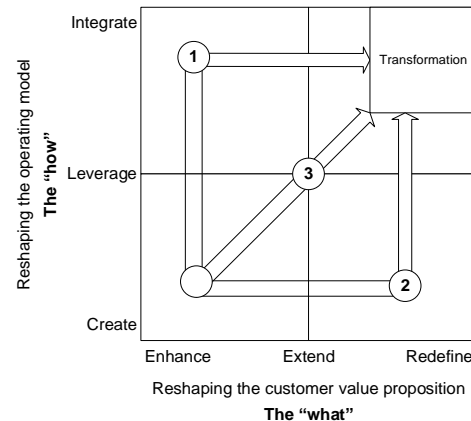 Integrate
Transformation
1
Reshaping the operating model
The “how”
Leverage
3
2
Create
Enhance Extend Redefine
Reshaping the customer value proposition
The “what”